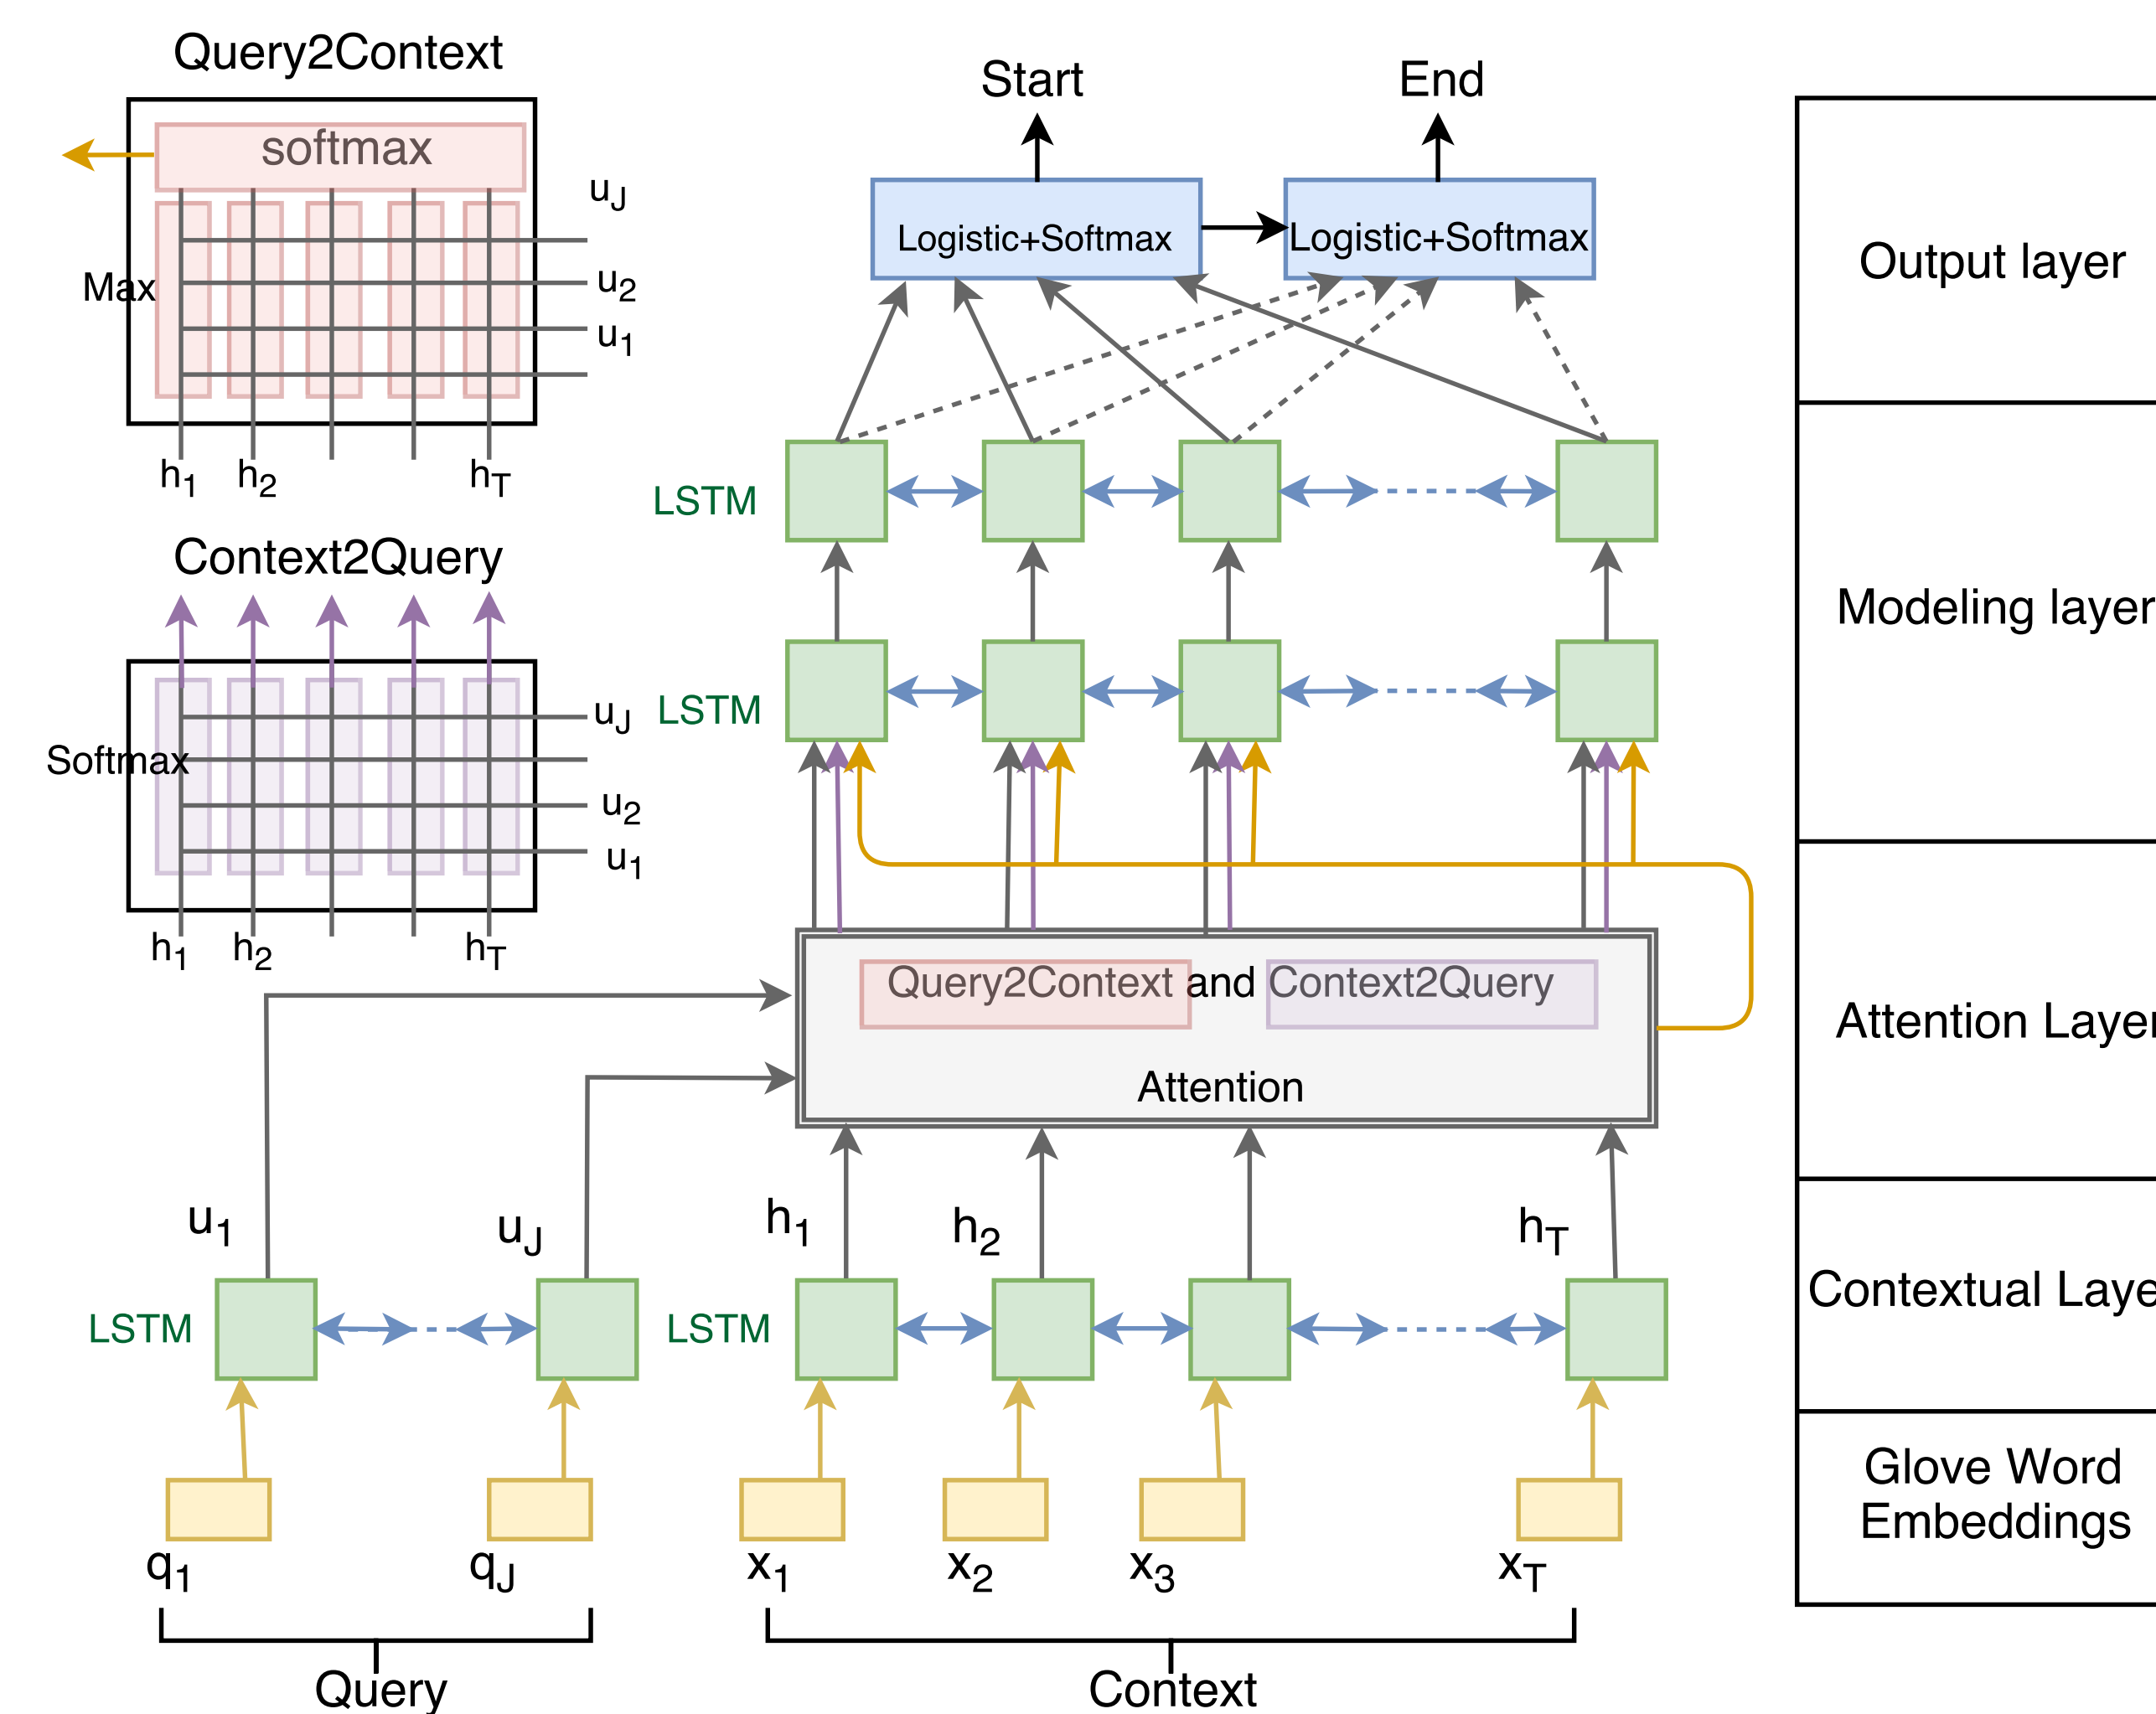 Query2Context
softmax
Max
uJ
u2
u1
h1
h2
hT
Context2Query
Softmax
uJ
u2
u1
h1
h2
hT
Start
End
Logistic+Softmax
Logistic+Softmax
LSTM
LSTM
Query2Context and Context2Query
Attention
u1
uJ
h1
h2
hT
LSTM
LSTM
q1
qJ
x1
x2
x3
xT
Query
Context
Output layer
Modeling layer
Attention Layer
Contextual Laye
Glove Word
Embeddings